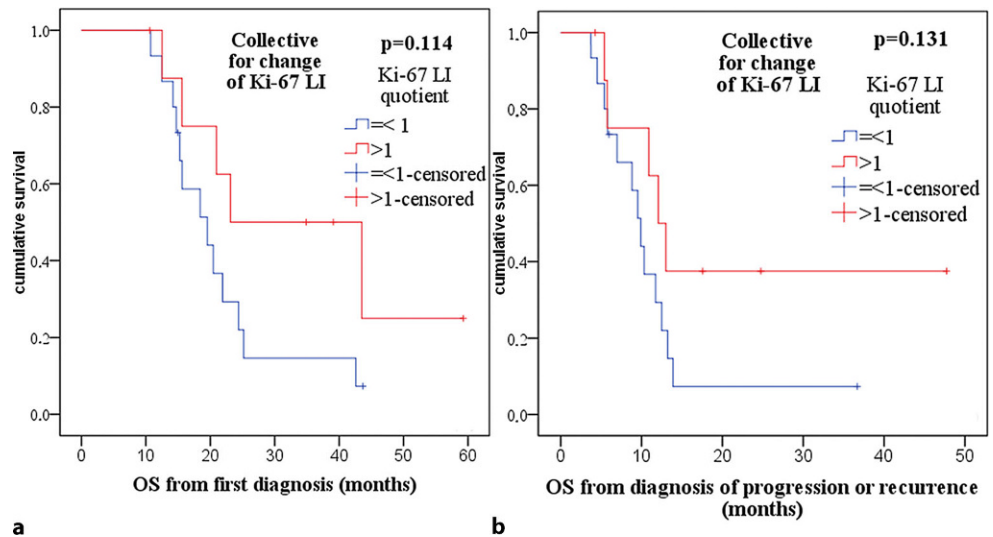 Collective
for change
of Ki-67 LI
p=0.114
Ki-67 LI
quotient
=< 1
>1
=<1-censored
>1-censored
cumulative survival
1.0
0.8
0.6
0.4
0.2
0.0
0 10 20 30 40 50 60
OS from first diagnosis (months)
a
Collective
for change
of Ki-67 LI
p=0.131
Ki-67 LI
quotient
=<1
>1
=<1-censored
>1-censored
cumulative survival
1.0
0.8
0.6
0.4
0.2
0.0
0 10 20 30 40 50
OS from diagnosis of progression or recurrence
(months)
b